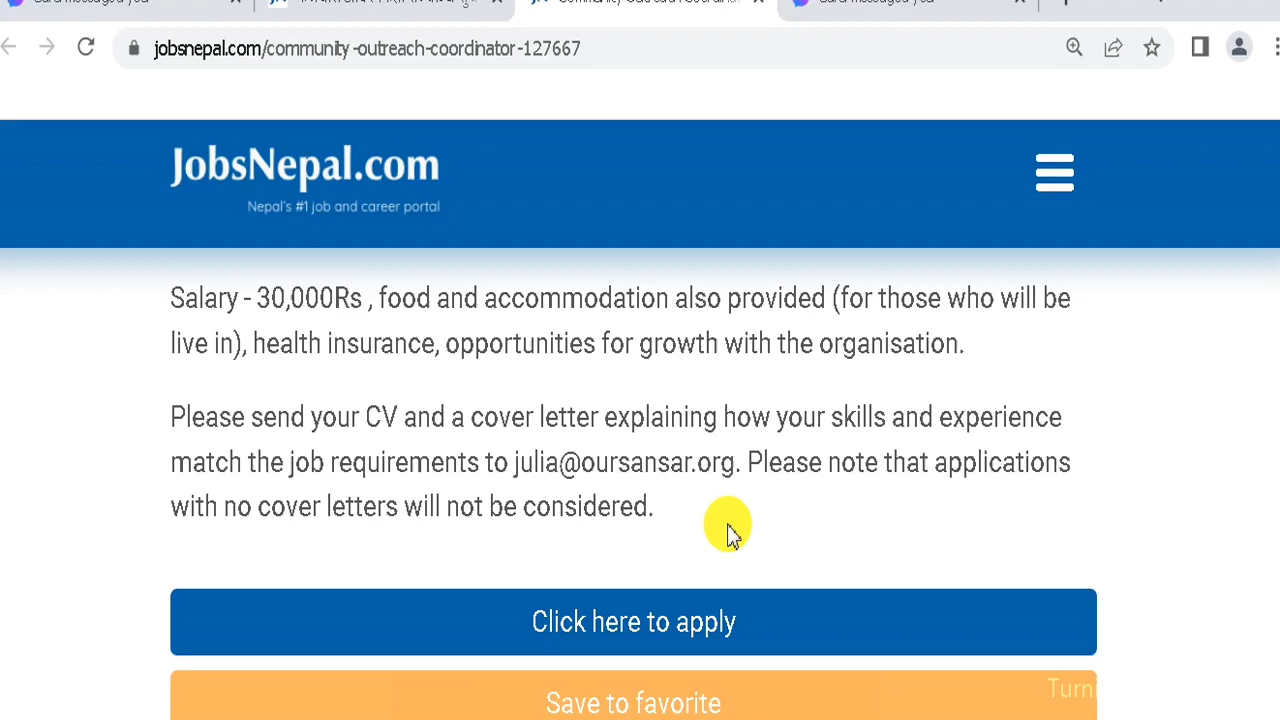 jobsnepal.com/community-outreach-coordinator-127667
JobsNepal.com
Nepal's #1 job and career portal
Salary - 30,000Rs , food and accommodation also provided (for those who will be
live in), health insurance, opportunities for growth with the organisation.
Please send your CV and a cover letter explaining how your skills and experience
match the job requirements to julia@oursansar.org. Please note that applications
with no cover letters will not be considered.
Click here to apply
Save to favorite
Turni